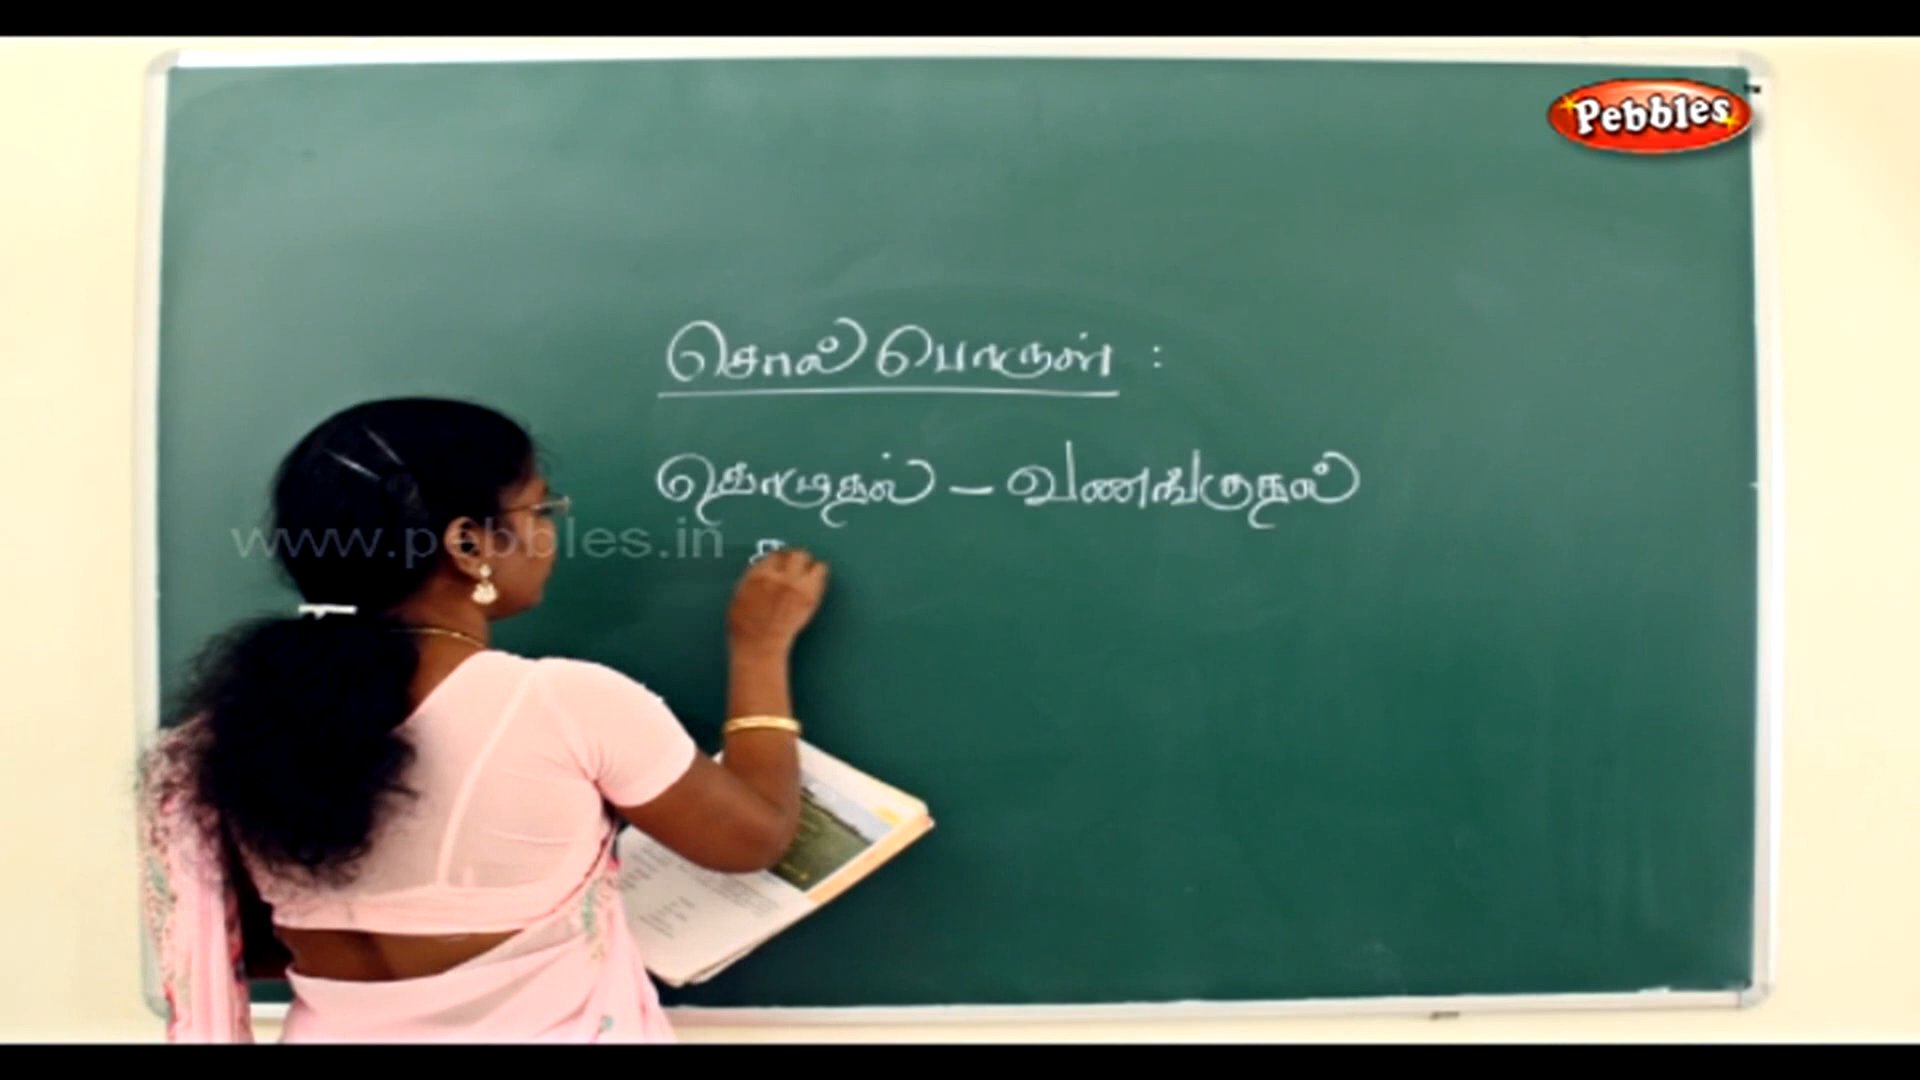 Pebbles
சொல் பொருள் :
தொழுதல் – வணங்குதல்
www.pebbles.in